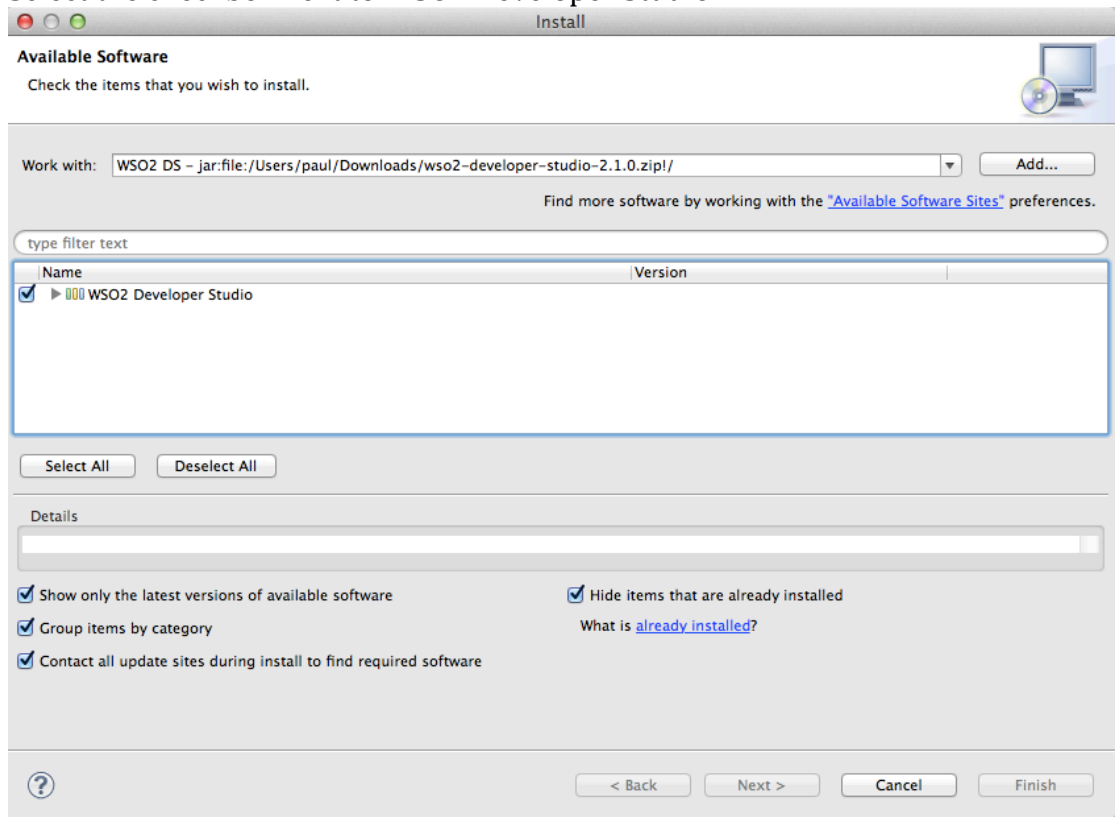 Install
Available Software
Check the items that you wish to install.
Work with: WSO2 DS - jar:file:/Users/paul/Downloads/wso2-developer-studio-2.1.0.zip!/ Add...
Find more software by working with the "Available Software Sites" preferences.
type filter text
Name Version
WSO2 Developer Studio
Select All Deselect All
Details
Show only the latest versions of available software Hide items that are already installed
Group items by category What is already installed?
Contact all update sites during install to find required software
? < Back Next > Cancel Finish